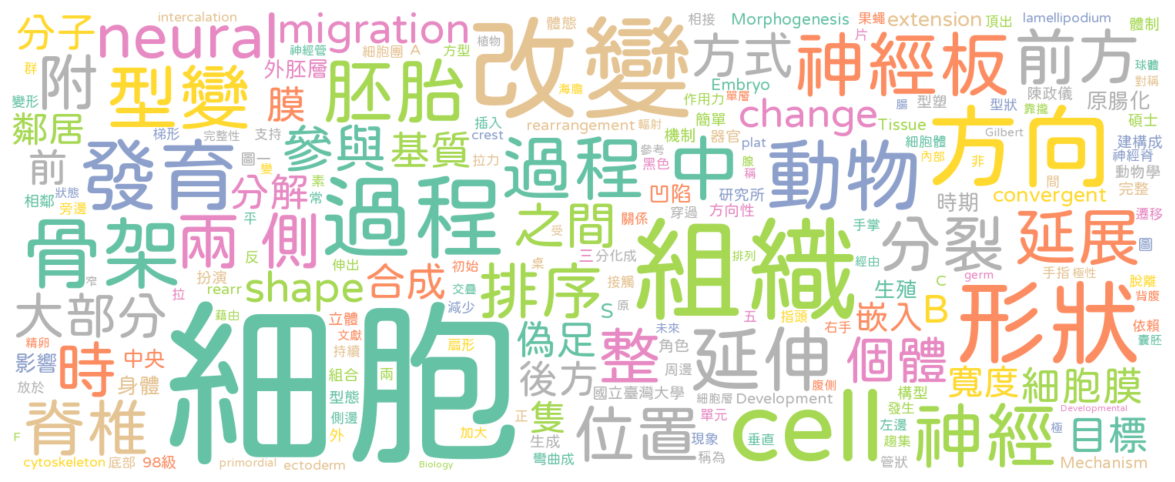 intercalation
分子
neural
migration
改變
體態
相接
Morphogenesis
果蠅
extension
頂出
lamellipodium
體制
神經管
細胞團
A
方型
植物
片
方式
神經板
前方
球體
對稱
群
附
型變
外胚層
膜
胚胎
海膽
Embryo
單層
作用力
change
型塑
型狀
陳政儀
原腸化
靠攏
碩士
變形
鄰居
梯形
完整性
支持
參與
基質
插入
crest
rearrangement
輻射
簡單
機制
器官
Tissue
細胞體
腸
Gilbert
建構成
神經脊
前
發育
圖一
變
分解
素
常
拉力
過程
中
參考
黑色
plat
腺
稱
動物
內部
非
方向
動物學
完整
相鄰
狀態
旁邊
骨架
兩側
平
反
過程
凹陷
研究所
之間
受
關係
穿過
方向性
時期
間
convergent
遷移
圖
延展
分裂
手掌
經由
組織
排列
三
分化成
桌
接觸
伸出
窄
拉
扮演
rearr
shape
合成
初始
交疊
減少
排序
S
原
五
生殖
C
germ
手指
極性
脫離
背腹
形狀
依賴
囊胚
大部分
藉由
細胞
立體
文獻
持續
扇形
偽足
整
未來
角色
周邊
延伸
指頭
右手
嵌入
B
個體
腹側
寬度
細胞膜
精卵
影響
放於
時
中央
身體
組合
兩
型態
側邊
外
後方
國立臺灣大學
細胞層
Development
構型
發生
Developmental
脊椎
F
cytoskeleton
底部
98級
primordial
ectoderm
加大
Biology
正
隻
生成
彎曲成
位置
單元
現象
稱為
垂直
cell
左邊
趨集
管狀
神經
極
目標
Mechanism